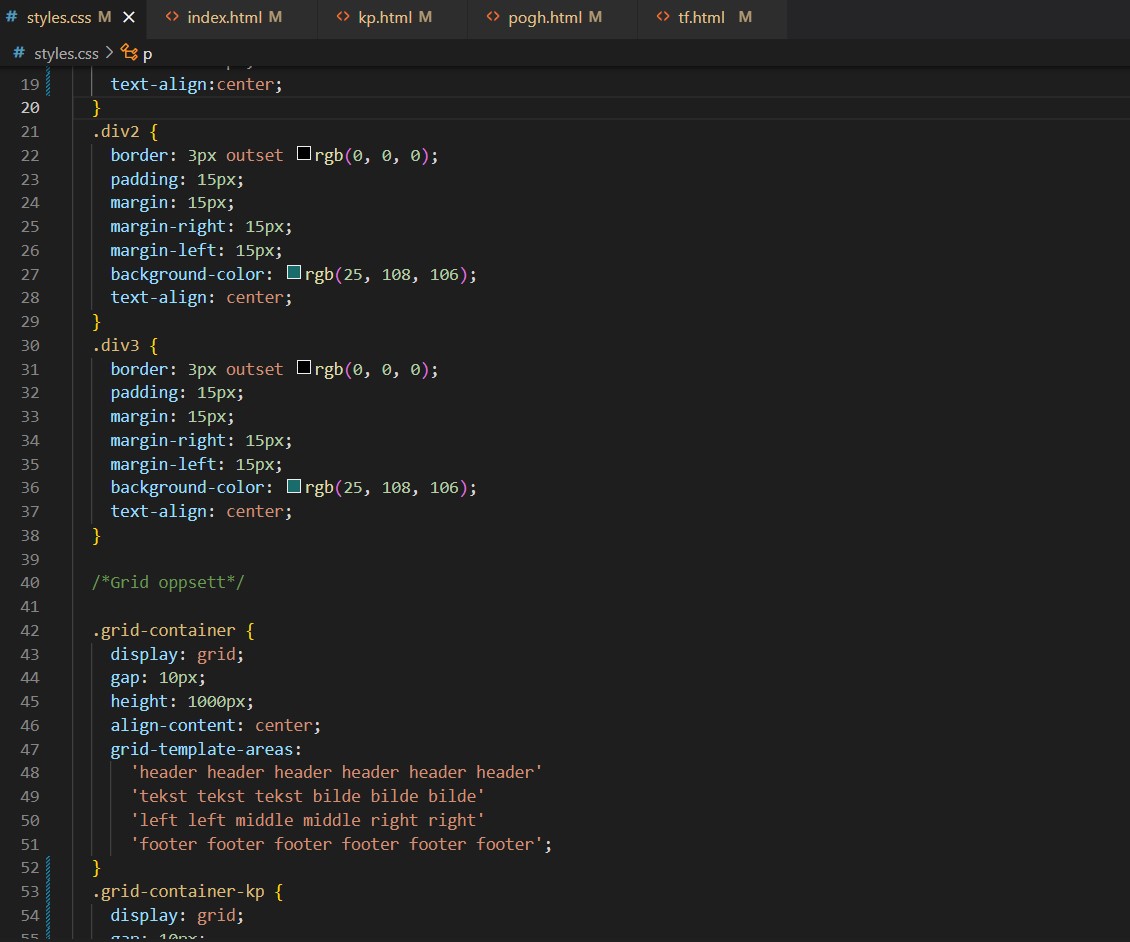 # styles.css M × <> index.html M <> kp.html M <> pogh.html M <> tf.html M
# styles.css > p
19 text-align:center;
20 }
21 .div2 {
22 border: 3px outset rgb(0, 0, 0);
23 padding: 15px;
24 margin: 15px;
25 margin-right: 15px;
26 margin-left: 15px;
27 background-color: rgb(25, 108, 106);
28 text-align: center;
29 }
30 .div3 {
31 border: 3px outset rgb(0, 0, 0);
32 padding: 15px;
33 margin: 15px;
34 margin-right: 15px;
35 margin-left: 15px;
36 background-color: rgb(25, 108, 106);
37 text-align: center;
38 }
39
40 /*Grid oppsett*/
41
42 .grid-container {
43 display: grid;
44 gap: 10px;
45 height: 1000px;
46 align-content: center;
47 grid-template-areas:
48 'header header header header header header'
49 'tekst tekst tekst bilde bilde bilde'
50 'left left middle middle right right'
51 'footer footer footer footer footer footer';
52 }
53 .grid-container-kp {
54 display: grid;
55 gap: 10px;